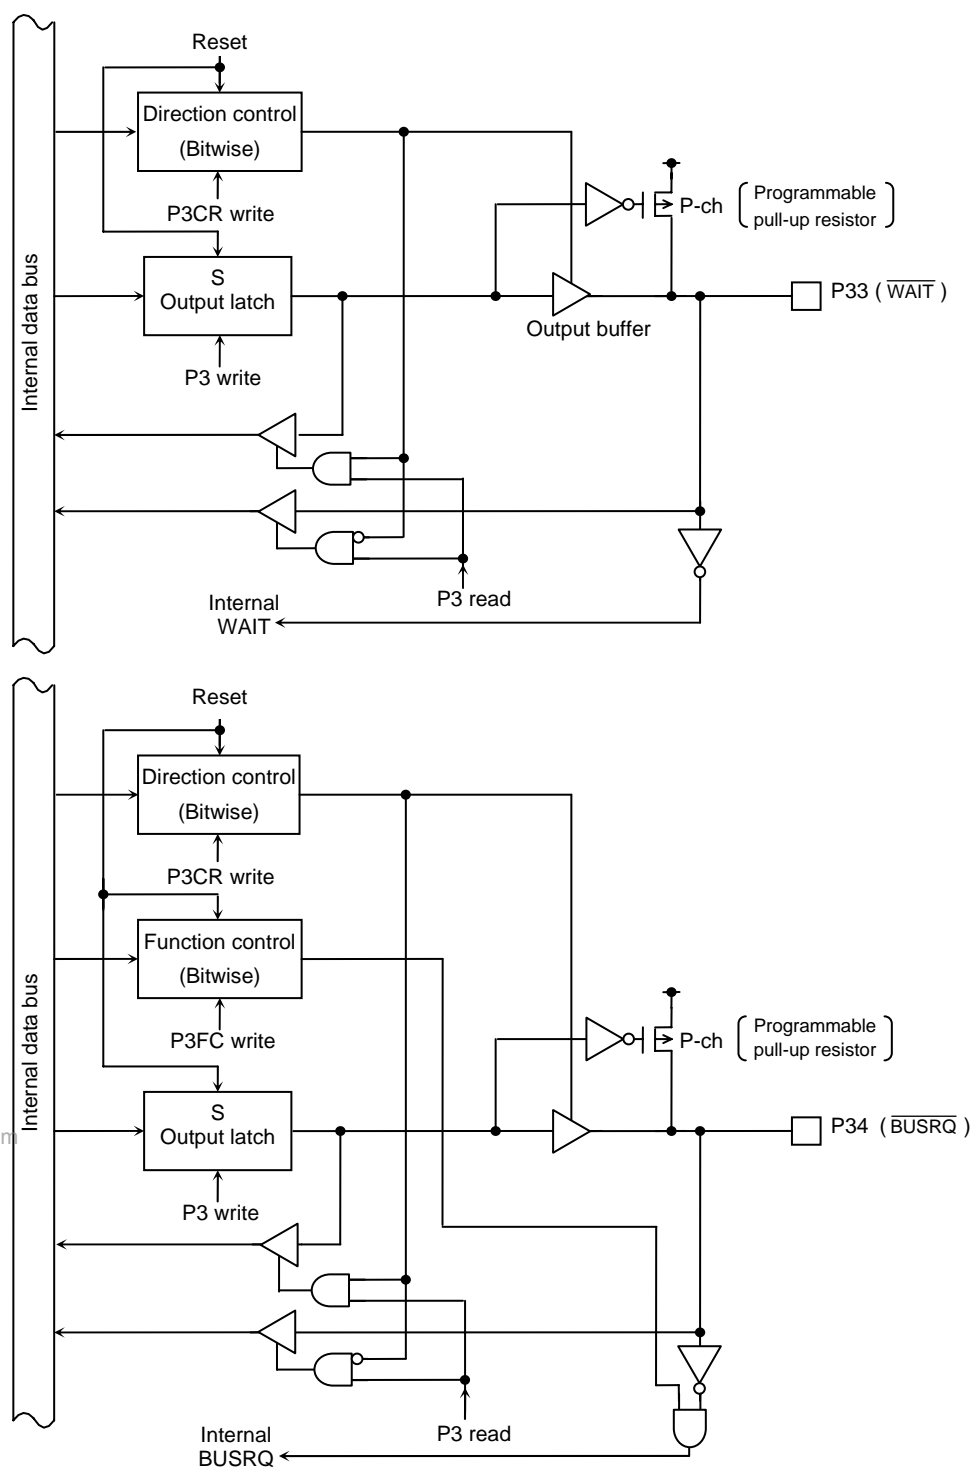 Reset
Direction control
(Bitwise)
P3CR write
P-ch
Programmable
pull-up resistor
Internal data bus
S
Output latch
P33 ( WAIT )
Output buffer
P3 write
P3 read
Internal
WAIT
Reset
Direction control
(Bitwise)
P3CR write
Function control
(Bitwise)
Internal data bus
P3FC write
P-ch
Programmable
pull-up resistor
S
Output latch
m
P34 ( BUSRQ )
P3 write
P3 read
Internal
BUSRQ